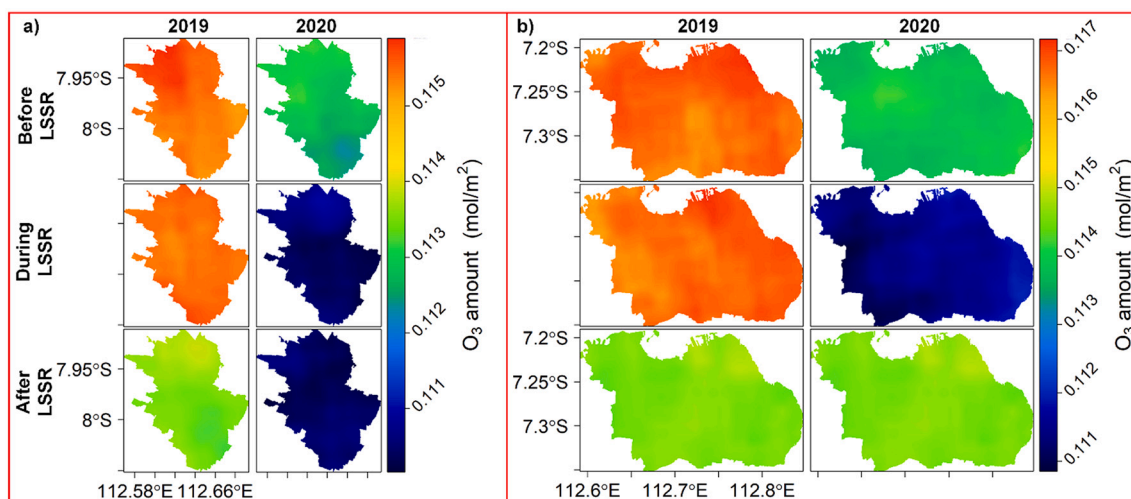 a) 2019 2020
Before LSSR
7.95°S
8°S
During LSSR
After LSSR
7.95°S
8°S
112.58°E 112.66°E
0.115
0.114
0.113
0.112
0.111
O₃ amount (mol/m²)
b) 2019 2020
7.2°S
7.25°S
7.3°S
7.2°S
7.25°S
7.3°S
112.6°E 112.7°E 112.8°E
0.117
0.116
0.115
0.114
0.113
0.112
0.111
O₃ amount (mol/m²)